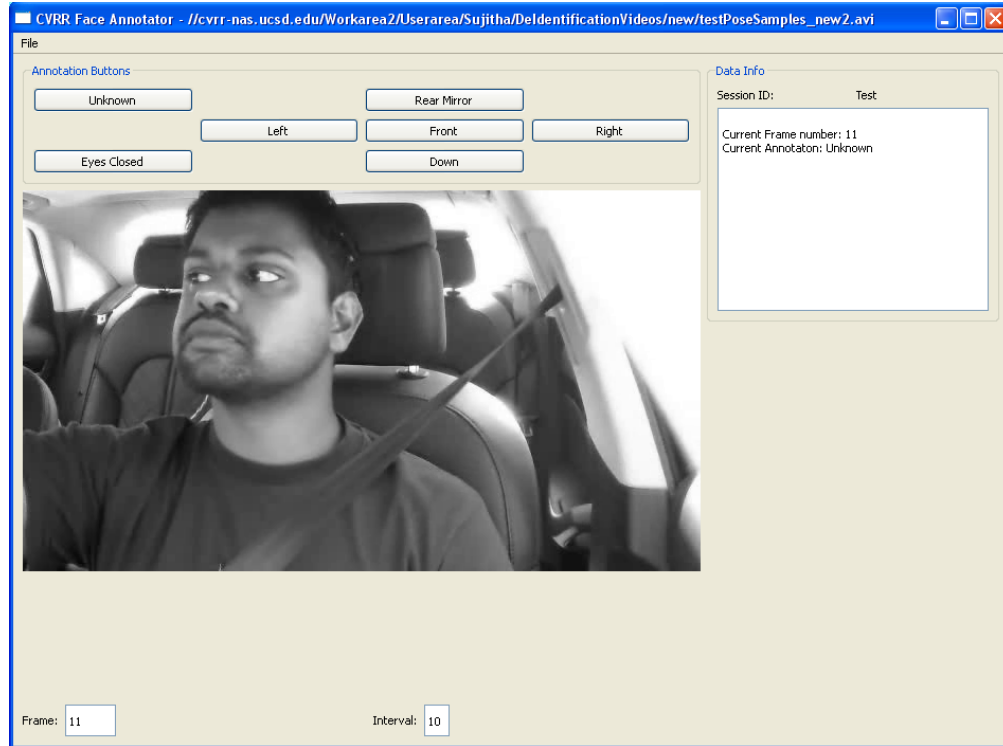 CVRR Face Annotator - //cvrr-nas.ucsd.edu/Workarea2/Userarea/Sujitha/DeIdentificationVideos/new/testPoseSamples_new2.avi
File
Annotation Buttons
Unknown
Rear Mirror
Left
Front
Right
Eyes Closed
Down
Data Info
Session ID: Test
Current Frame number: 11
Current Annotaton: Unknown
Frame: 11
Interval: 10